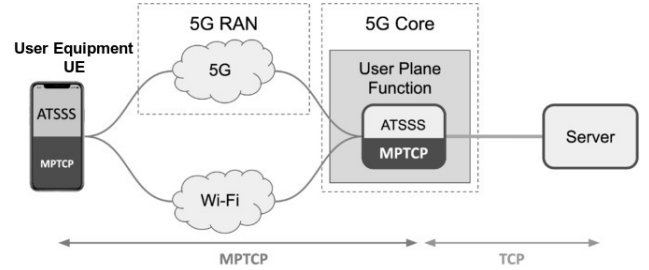 5G RAN
5G Core
User Equipment
UE
5G
User Plane
Function
ATSSS
MPTCP
ATSSS
MPTCP
Server
Wi-Fi
MPTCP
TCP